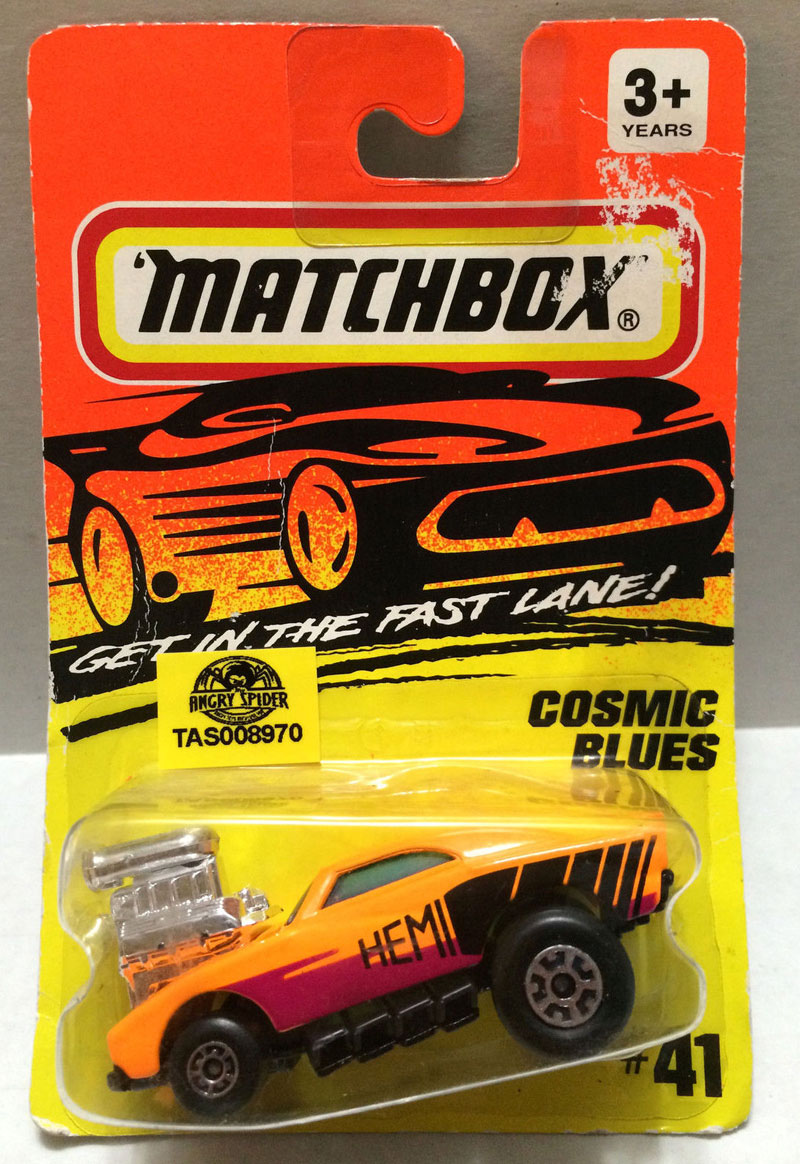 3+
YEARS
'MATCHBOX®
GET IN THE FAST LANE!
ANGRY SPIDER
TAS008970
COSMIC
BLUES
HEMI
#41